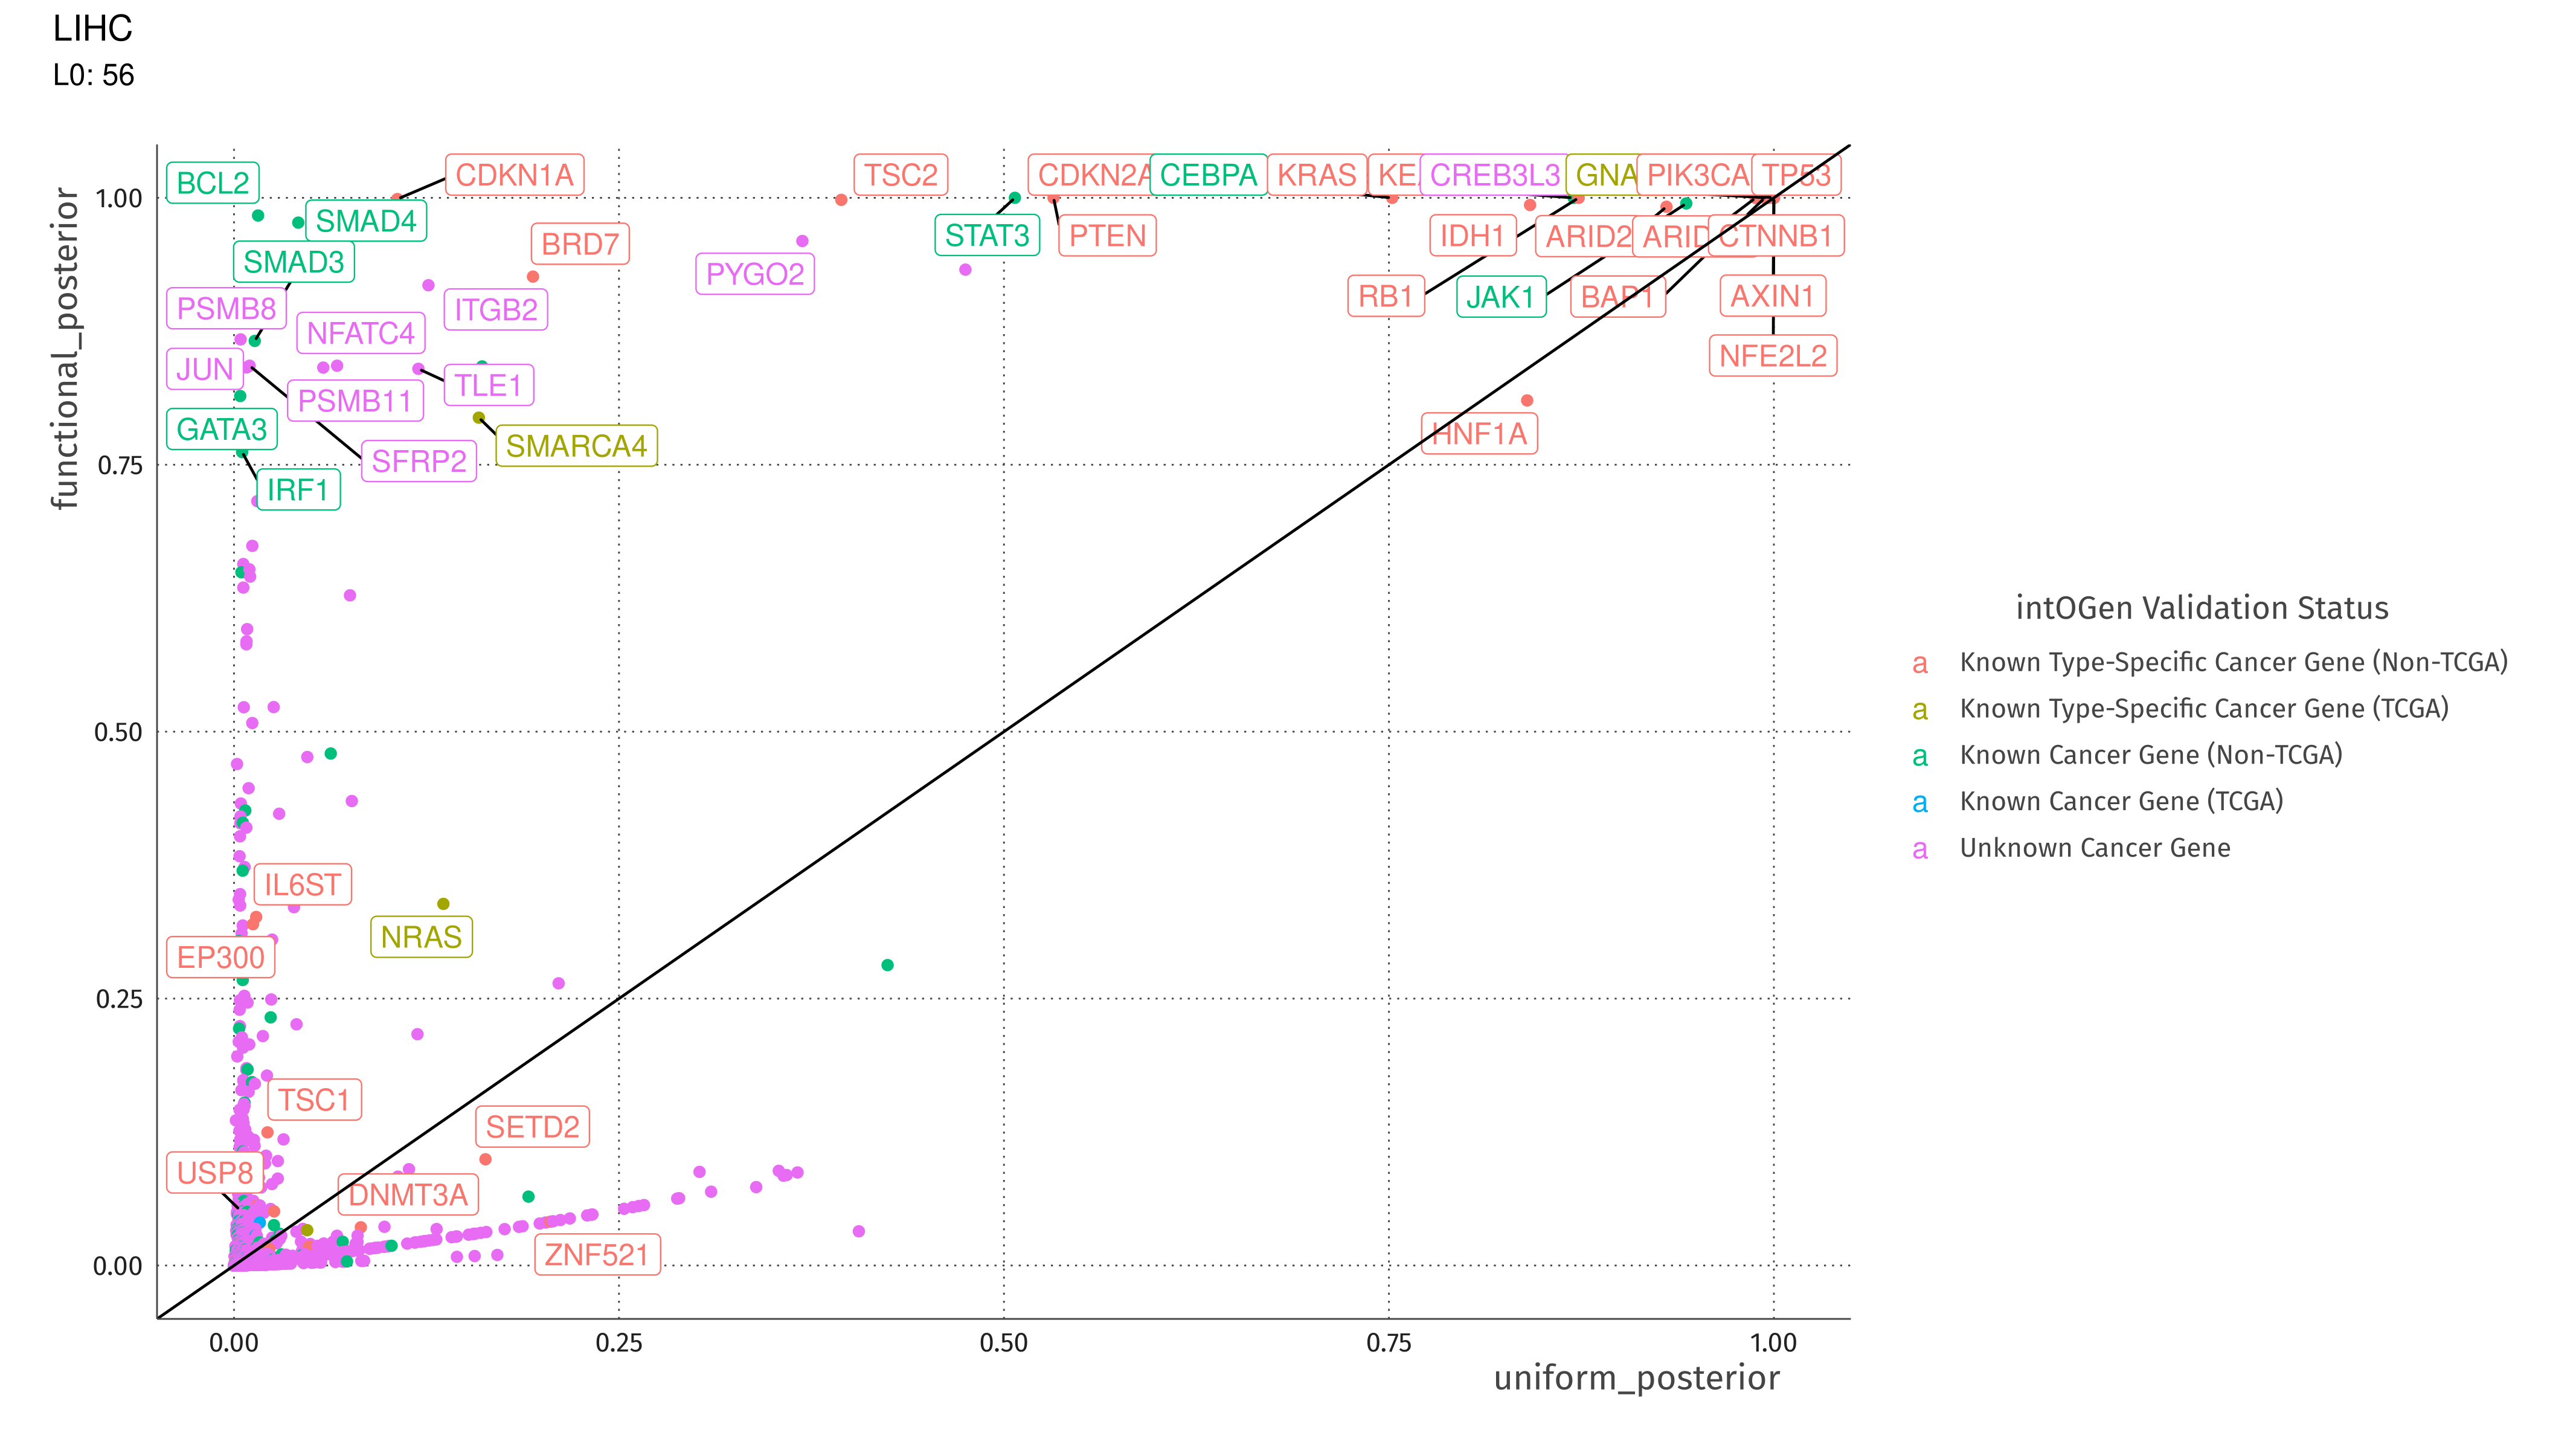 LIHC
L0: 56
BCL2
CDKN1A
TSC2
CDKN2A
CEBPA
KRAS
CREB3L3
GNA
PIK3CA
TP53
1.00
SMAD4
BRD7
STAT3
PTEN
IDH1
ARID2
ARID
CTNNB1
SMAD3
PYGO2
ITGB2
RB1
JAK1
BAP1
AXIN1
PSMB8
NFATC4
NFE2L2
JUN
TLE1
PSMB11
GATA3
HNF1A
SMARCA4
SFRP2
0.75
IRF1
functional_posterior
0.50
IL6ST
NRAS
EP300
0.25
TSC1
SETD2
USP8
DNMT3A
ZNF521
0.00
0.00
0.25
0.50
0.75
1.00
uniform_posterior
intOGen Validation Status
a Known Type-Specific Cancer Gene (Non-TCGA)
a Known Type-Specific Cancer Gene (TCGA)
a Known Cancer Gene (Non-TCGA)
a Known Cancer Gene (TCGA)
a Unknown Cancer Gene